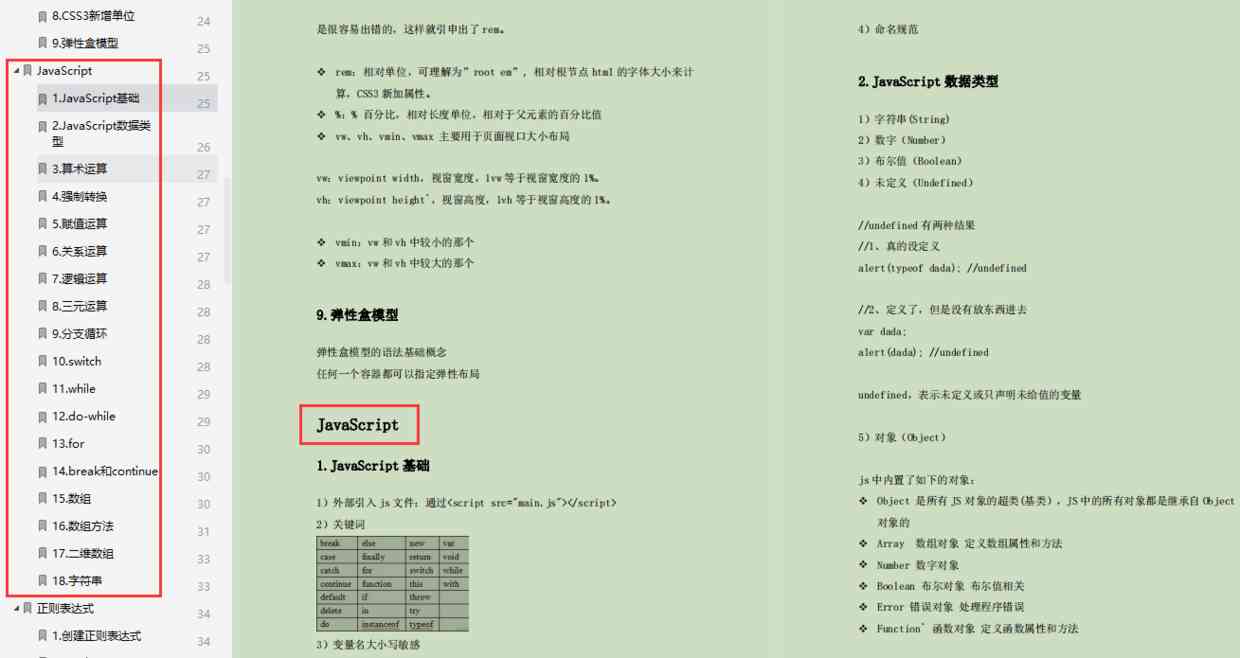 8.CSS3新增单位 24
9.弹性盒模型 25
JavaScript 25
1.JavaScript基础 25
2.JavaScript数据类
型 26
3.算术运算 27
4.强制转换 27
5.赋值运算 27
6.关系运算 27
7.逻辑运算 28
8.三元运算 28
9.分支循环 28
10.switch 28
11.while 29
12.do-while 29
13.for 30
14.break和continue 30
15.数组 30
16.数组方法 31
17.二维数组 33
18.字符串 33
正则表达式 34
1.创建正则表达式 34
是很容易出错的，这样就引申出了 rem。
❖ rem：相对单位，可理解为”root em”, 相对根节点 html 的字体大小来计
算，CSS3 新加属性。
❖ %：% 百分比，相对长度单位，相对于父元素的百分比值
❖ vw、vh、vmin、vmax 主要用于页面视口大小布局
vw：viewpoint width，视窗宽度，1vw 等于视窗宽度的 1%。
vh：viewpoint height`，视窗高度，1vh 等于视窗高度的 1%。
❖ vmin：vw 和 vh 中较小的那个
❖ vmax：vw 和 vh 中较大的那个
9.弹性盒模型
弹性盒模型的语法基础概念
任何一个容器都可以指定弹性布局
JavaScript
1.JavaScript 基础
1）外部引入 js 文件：通过<script src="main.js"></script>
2）关键词
break else new var
case finally return void
catch for switch while
continue function this with
default if throw
delete in try
do instanceof typeof
3）变量名大小写敏感
4）命名规范
2.JavaScript 数据类型
1）字符串(String)
2）数字（Number）
3）布尔值（Boolean）
4）未定义（Undefined）
//undefined 有两种结果
//1、真的没定义
alert(typeof dada); //undefined
//2、定义了，但是没有放东西进去
var dada;
alert(dada); //undefined
undefined，表示未定义或只声明未给值的变量
5）对象（Object）
js 中内置了如下的对象：
❖ Object 是所有 JS 对象的超类(基类)，JS 中的所有对象都是继承自 Object
对象的
❖ Array 数组对象 定义数组属性和方法
❖ Number 数字对象
❖ Boolean 布尔对象 布尔值相关
❖ Error 错误对象 处理程序错误
❖ Function` 函数对象 定义函数属性和方法